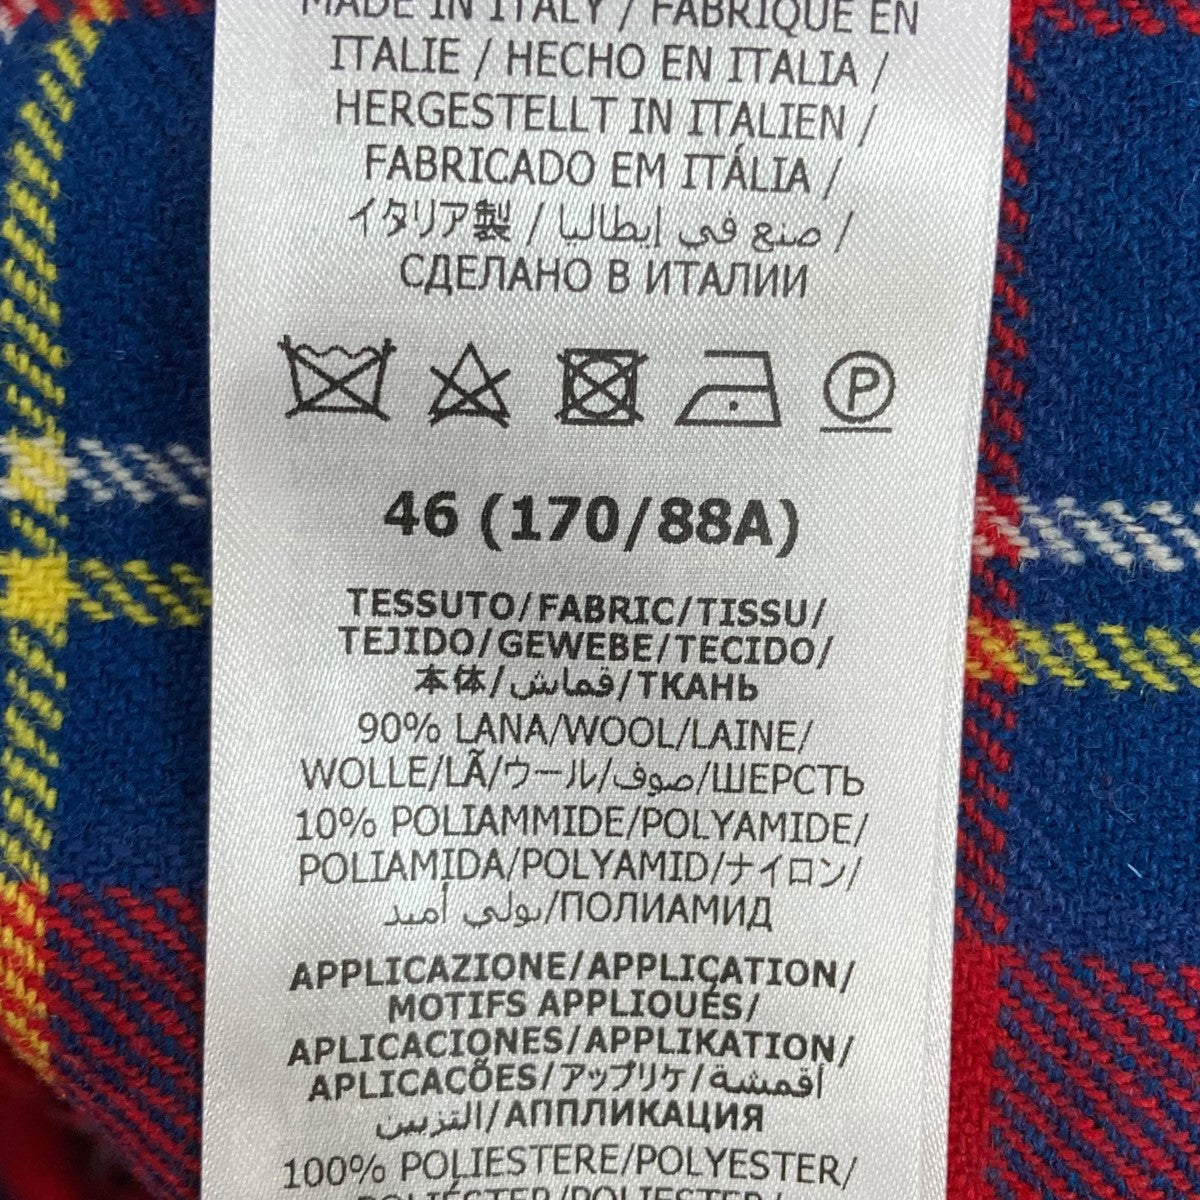 MADE IN ITALY / FABRIQUÉ EN
ITALIE / HECHO EN ITALIA /
HERGESTELLT IN ITALIEN /
FABRICADO EM ITÁLIA /
イタリア製 / صنع في إيطاليا /
СДЕЛАНО В ИТАЛИИ
P
46 (170/88A)
TESSUTO/FABRIC/TISSU/
TEJIDO/GEWEBE/TECIDO/
本体/قماش/ТКАНЬ
90% LANA/WOOL/LAINE/
WOLLE/LÃ/ウール/صوف/ШЕРСТЬ
10% POLIAMMIDE/POLYAMIDE/
POLIAMIDA/POLYAMID/ナイロン/
بولي أميد/ПОЛИАМИД
APPLICAZIONE/APPLICATION/
MOTIFS APPLIQUÉS/
APLICACIONES/APPLIKATION/
APLICAÇÕES/アップリケ/أقمشة
التزيين/АППЛИКАЦИЯ
100% POLIESTERE/POLYESTER/
POLIÉSTER/POLIESTER/